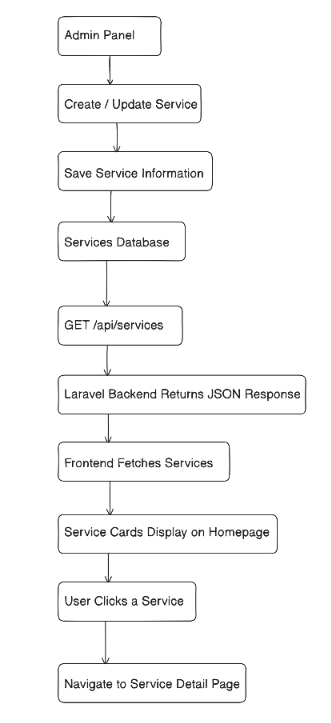 Admin Panel
Create / Update Service
Save Service Information
Services Database
GET /api/services
Laravel Backend Returns JSON Response
Frontend Fetches Services
Service Cards Display on Homepage
User Clicks a Service
Navigate to Service Detail Page